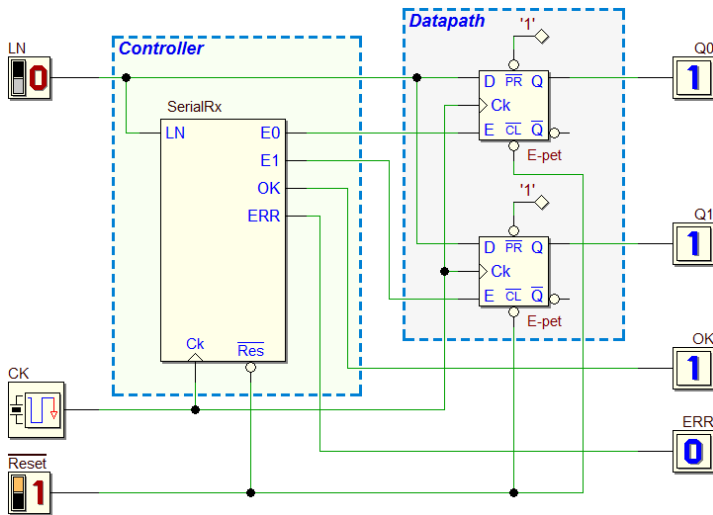 LN
0
Controller
SerialRx
LN
E0
E1
OK
ERR
Ck
Res
CK
Reset
1
Datapath
'1'
D PR Q
Ck
E CL Q
E-pet
'1'
D PR Q
Ck
E CL Q
E-pet
Q0
1
Q1
1
OK
1
ERR
0